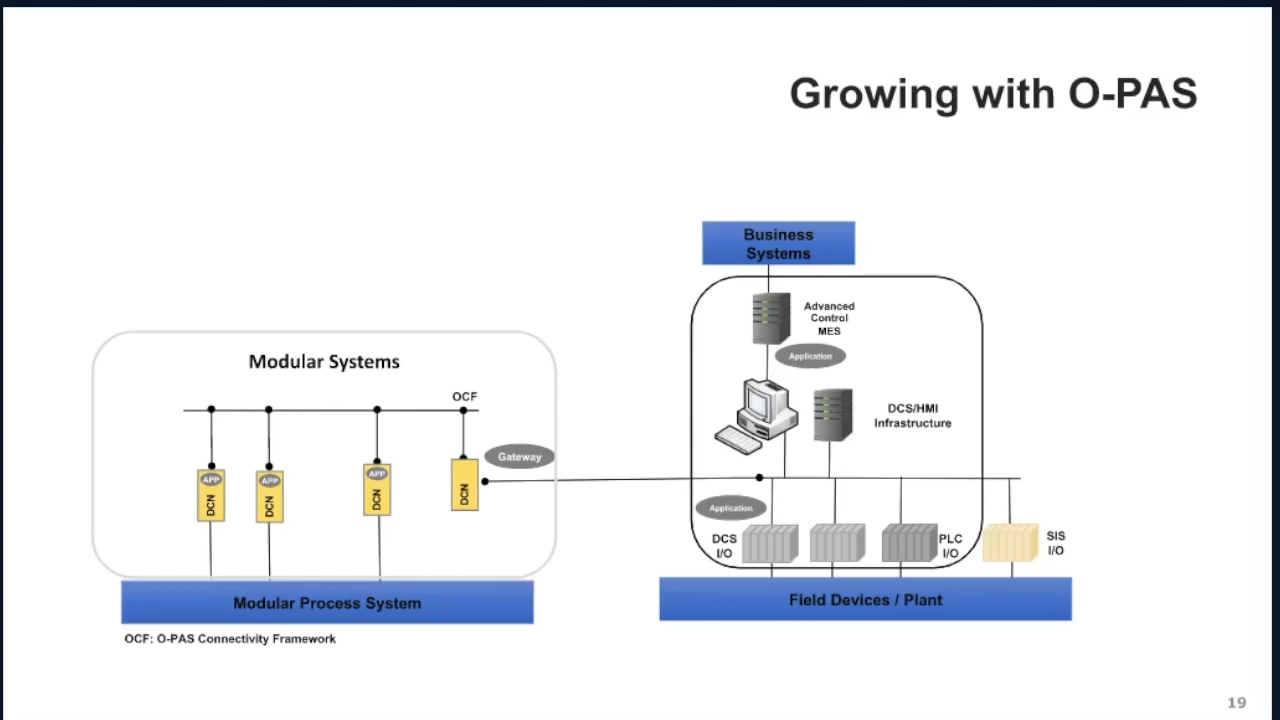 Growing with O-PAS
Business
Systems
Advanced
Control
MES
Application
DCS/HMI
Infrastructure
Modular Systems
OCF
APP
DCN
APP
DCN
APP
DCN
DCN
Gateway
Application
DCS
I/O
PLC
I/O
SIS
I/O
Modular Process System
Field Devices / Plant
OCF: O-PAS Connectivity Framework
19